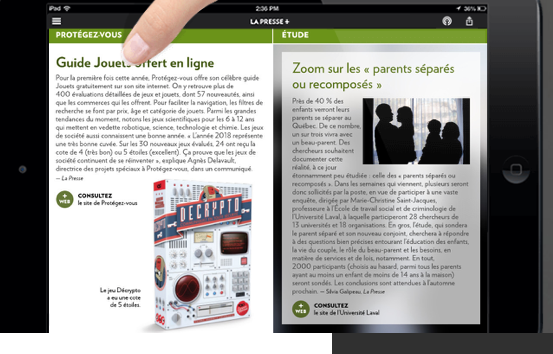 iPad
2:36 PM
36%
LA PRESSE +
PROTÉGEZ-VOUS
Guide Jouets offert en ligne
Pour la première fois cette année, Protégez-vous offre son célèbre guide
Jouets gratuitement sur son site internet. On y retrouve plus de
400 évaluations détaillées de jeux et jouets, dont 57 nouveautés, ainsi
que les commerces qui les offrent. Pour faciliter la navigation, les filtres de
recherche se font par prix, âge et catégorie de jouets. Parmi les grandes
tendances du moment, notons les jeux scientifiques pour les 6 à 12 ans
qui mettent en vedette robotique, science, technologie et chimie. Les jeux
de société aussi connaissent une bonne année. « L'année 2018 représente
une très bonne cuvée. Sur les 30 nouveaux jeux évalués, 24 ont reçu la
cote de 4 (très bon) ou 5 étoiles (excellent). Ça prouve que les jeux de
société continuent de se réinventer », explique Agnès Delavault,
directrice des projets spéciaux à Protégez-vous, dans un communiqué.
— La Presse
+
WEB
CONSULTEZ
le site de Protégez-vous
DECRYPTO
Le jeu Décrypto
a eu une cote
de 5 étoiles.
ÉTUDE
Zoom sur les « parents séparés
ou recomposés »
Près de 40 % des
enfants verront leurs
parents se séparer au
Québec. De ce nombre,
un sur trois vivra avec
un beau-parent. Des
chercheurs souhaitent
documenter cette
réalité, à ce jour
étonnamment peu étudiée : celle des « parents séparés ou
recomposés ». Dans les semaines qui viennent, plusieurs seront
donc sollicités par la poste, en vue de participer à une vaste
enquête, dirigée par Marie-Christine Saint-Jacques,
professeure à l'École de travail social et de criminologie de
l'Université Laval, à laquelle participeront 28 chercheurs de
13 universités et 18 organisations. En gros, l'étude, qui sondera
le parent séparé et son nouveau conjoint, cherchera à répondre
à des questions bien précises entourant l'éducation des enfants,
la vie du couple, le rôle du beau-parent et les besoins, en
matière de services et de lois, notamment. En tout,
2000 participants (choisis au hasard, parmi tous les parents
ayant au moins un enfant de moins de 14 ans à la maison)
seront sondés. Les conclusions sont attendues à l'automne
prochain. — Silvia Galipeau, La Presse
+
WEB
CONSULTEZ
le site de l'Université Laval